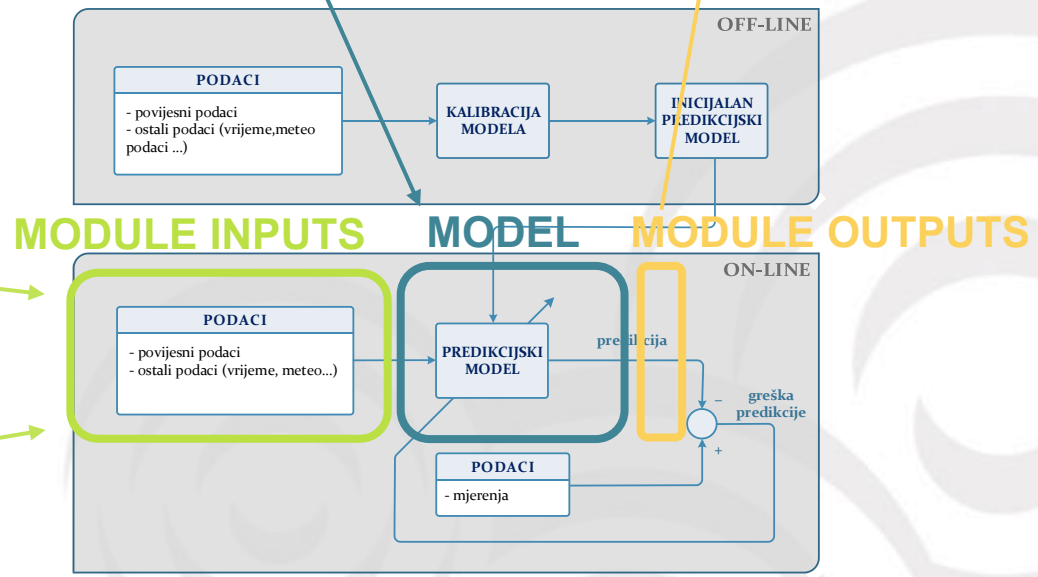 OFF-LINE
PODACI
- povijesni podaci
- ostali podaci (vrijeme,meteo
podaci ...)
KALIBRACIJA
MODELA
INICIJALAN
PREDIKCIJSKI
MODEL
MODULE INPUTS
MODEL
MODULE OUTPUTS
ON-LINE
PODACI
- povijesni podaci
- ostali podaci (vrijeme, meteo...)
PREDIKCIJSKI
MODEL
predikcija
–
greška
predikcije
+
PODACI
- mjerenja